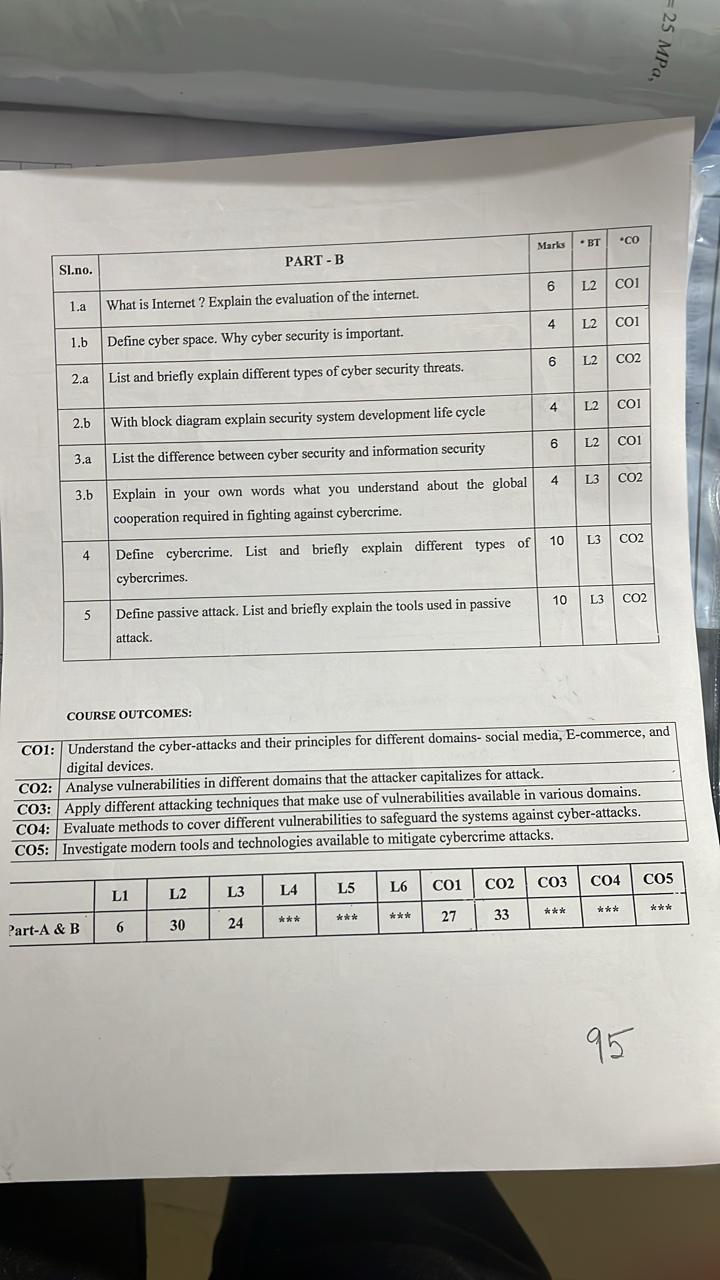 = 25 MPa,
Sl.no. PART - B Marks * BT *CO
1.a What is Internet ? Explain the evaluation of the internet. 6 L2 CO1
1.b Define cyber space. Why cyber security is important. 4 L2 CO1
2.a List and briefly explain different types of cyber security threats. 6 L2 CO2
2.b With block diagram explain security system development life cycle 4 L2 CO1
3.a List the difference between cyber security and information security 6 L2 CO1
3.b Explain in your own words what you understand about the global 4 L3 CO2
cooperation required in fighting against cybercrime.
4 Define cybercrime. List and briefly explain different types of 10 L3 CO2
cybercrimes.
5 Define passive attack. List and briefly explain the tools used in passive 10 L3 CO2
attack.
COURSE OUTCOMES:
CO1: Understand the cyber-attacks and their principles for different domains- social media, E-commerce, and
digital devices.
CO2: Analyse vulnerabilities in different domains that the attacker capitalizes for attack.
CO3: Apply different attacking techniques that make use of vulnerabilities available in various domains.
CO4: Evaluate methods to cover different vulnerabilities to safeguard the systems against cyber-attacks.
CO5: Investigate modern tools and technologies available to mitigate cybercrime attacks.
L1 L2 L3 L4 L5 L6 CO1 CO2 CO3 CO4 CO5
Part-A & B 6 30 24 *** *** *** 27 33 *** *** ***
95